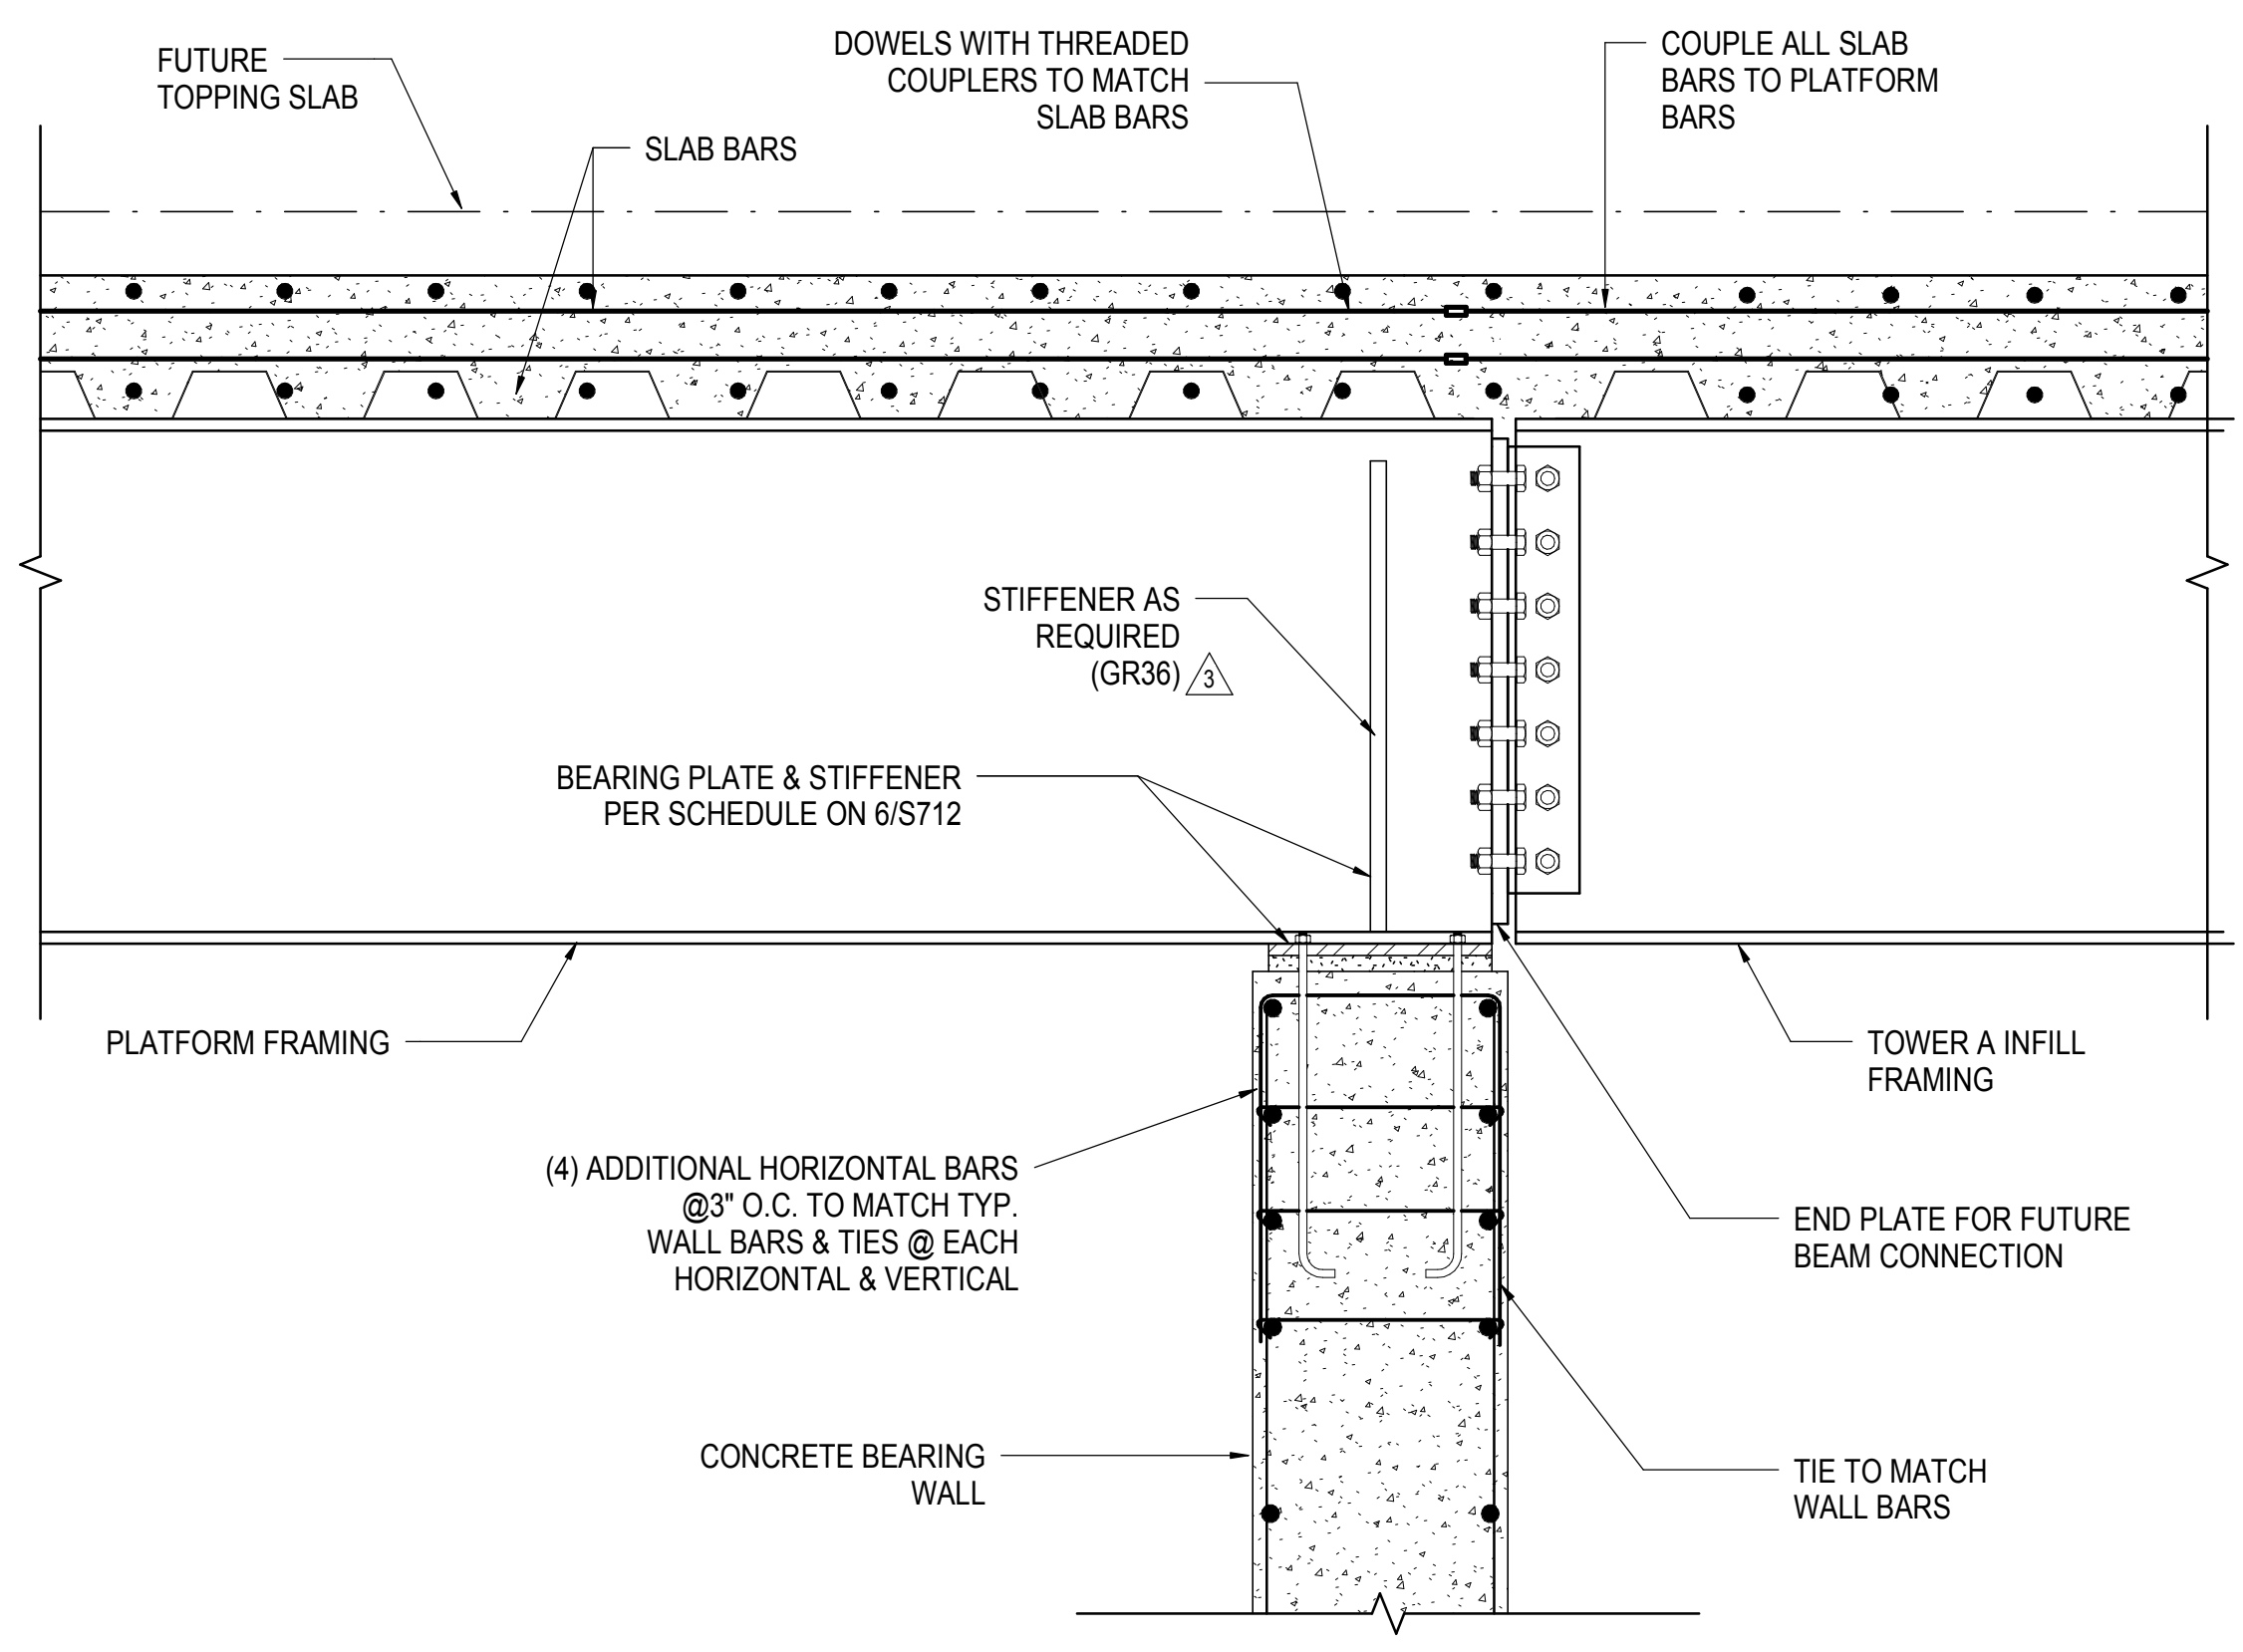 FUTURE
TOPPING SLAB
SLAB BARS
DOWELS WITH THREADED
COUPLERS TO MATCH
SLAB BARS
COUPLE ALL SLAB
BARS TO PLATFORM
BARS
STIFFENER AS
REQUIRED
(GR36) 3
BEARING PLATE & STIFFENER
PER SCHEDULE ON 6/S712
PLATFORM FRAMING
TOWER A INFILL
FRAMING
(4) ADDITIONAL HORIZONTAL BARS
@3" O.C. TO MATCH TYP.
WALL BARS & TIES @ EACH
HORIZONTAL & VERTICAL
END PLATE FOR FUTURE
BEAM CONNECTION
CONCRETE BEARING
WALL
TIE TO MATCH
WALL BARS